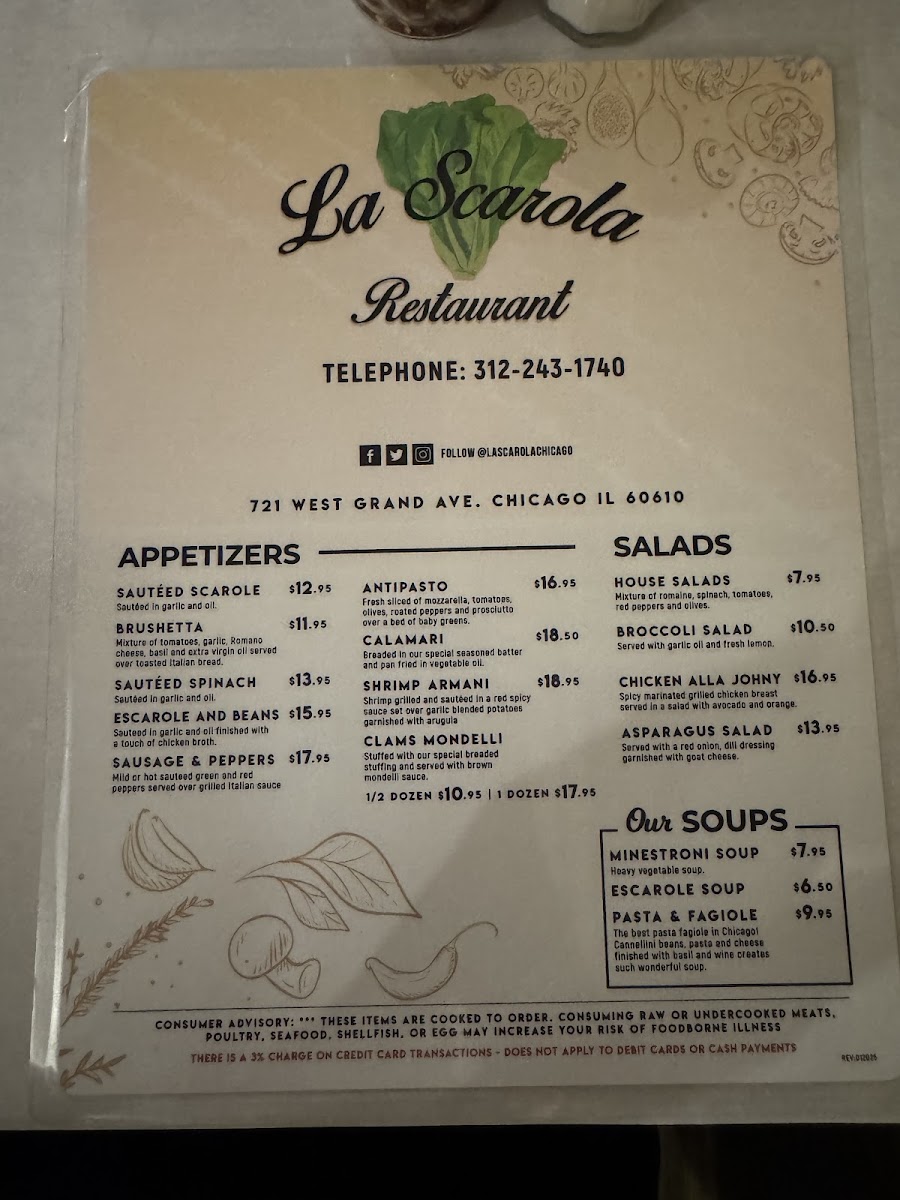 La Scarola
Restaurant
TELEPHONE: 312-243-1740
FOLLOW @LASCAROLACHICAGO
721 WEST GRAND AVE. CHICAGO IL 60610
APPETIZERS
SAUTÉED SCAROLE $12.95
Sautéed in garlic and oil.
BRUSHETTA $11.95
Mixture of tomatoes, garlic, Romano
cheese, basil and extra virgin oil served
over toasted Italian bread.
SAUTÉED SPINACH $13.95
Sautéed in garlic and oil.
ESCAROLE AND BEANS $15.95
Sauteed in garlic and oil finished with
a touch of chicken broth.
SAUSAGE & PEPPERS $17.95
Mild or hot sauteed green and red
peppers served over grilled Italian sauce
ANTIPASTO $16.95
Fresh sliced of mozzarella, tomatoes,
olives, roated peppers and prosciutto
over a bed of baby greens.
CALAMARI $18.50
Breaded in our special seasoned batter
and pan fried in vegetable oil.
SHRIMP ARMANI $18.95
Shrimp grilled and sautéed in a red spicy
sauce set over garlic blended potatoes
garnished with arugula
CLAMS MONDELLI
Stuffed with our special breaded
stuffing and served with brown
mondelli sauce.
1/2 DOZEN $10.95 | 1 DOZEN $17.95
SALADS
HOUSE SALADS $7.95
Mixture of romaine, spinach, tomatoes,
red peppers and olives.
BROCCOLI SALAD $10.50
Served with garlic oil and fresh lemon.
CHICKEN ALLA JOHNY $16.95
Spicy marinated grilled chicken breast
served in a salad with avocado and orange.
ASPARAGUS SALAD $13.95
Served with a red onion, dill dressing
garnished with goat cheese.
Our SOUPS
MINESTRONI SOUP $7.95
Heavy vegetable soup.
ESCAROLE SOUP $6.50
PASTA & FAGIOLE $9.95
The best pasta fagiole in Chicago!
Cannellini beans, pasta and cheese
finished with basil and wine creates
such wonderful soup.
CONSUMER ADVISORY: *** THESE ITEMS ARE COOKED TO ORDER. CONSUMING RAW OR UNDERCOOKED MEATS,
POULTRY, SEAFOOD, SHELLFISH, OR EGG MAY INCREASE YOUR RISK OF FOODBORNE ILLNESS
THERE IS A 3% CHARGE ON CREDIT CARD TRANSACTIONS - DOES NOT APPLY TO DEBIT CARDS OR CASH PAYMENTS